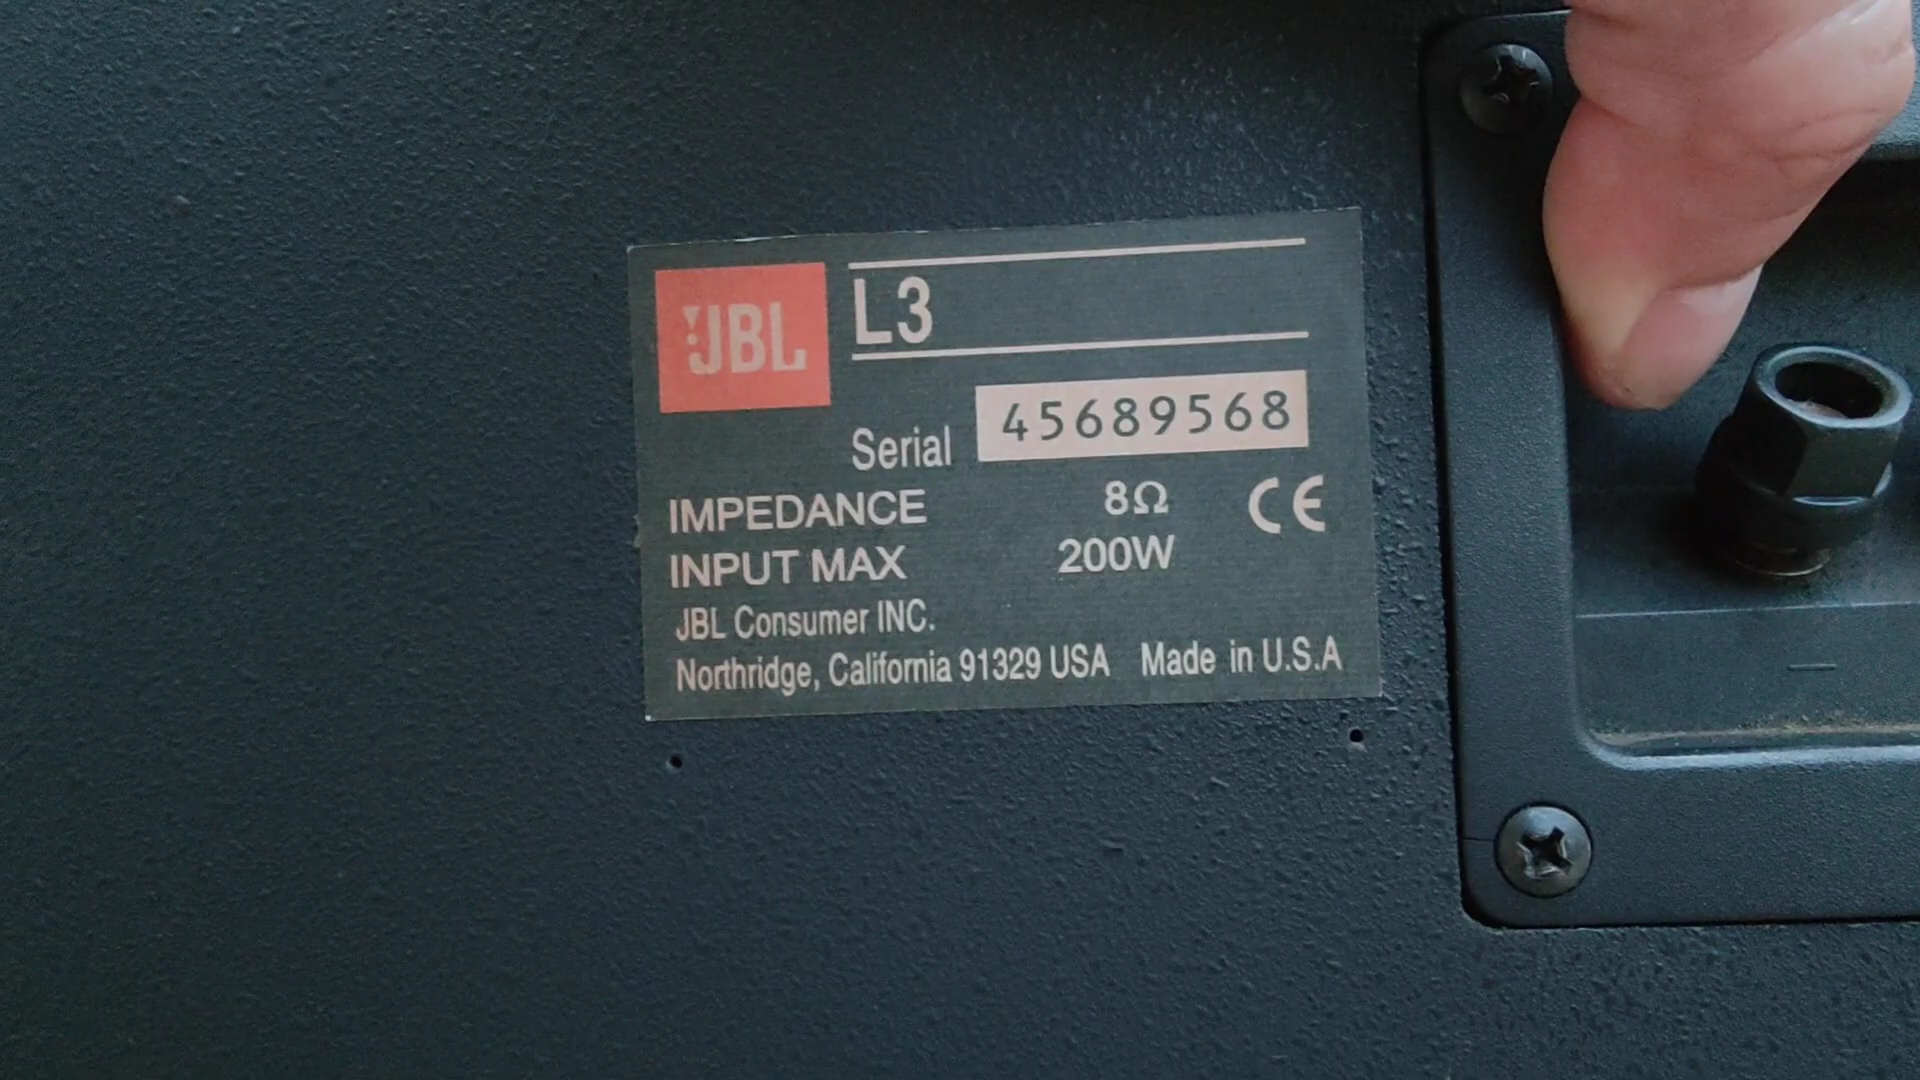 JBL
L3
Serial 45689568
IMPEDANCE 8Ω CE
INPUT MAX 200W
JBL Consumer INC.
Northridge, California 91329 USA Made in U.S.A